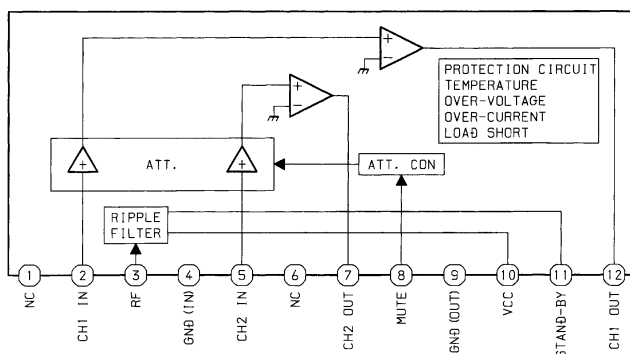 PROTECTION CIRCUIT
TEMPERATURE
OVER-VOLTAGE
OVER-CURRENT
LOAD SHORT
+
−
+
−
+
ATT.
+
ATT. CON
RIPPLE
FILTER
1
2
3
4
5
6
7
8
9
10
11
12
NC
CH1 IN
RF
GND (IN)
CH2 IN
NC
CH2 OUT
MUTE
GND (OUT)
VCC
STAND-BY
CH1 OUT